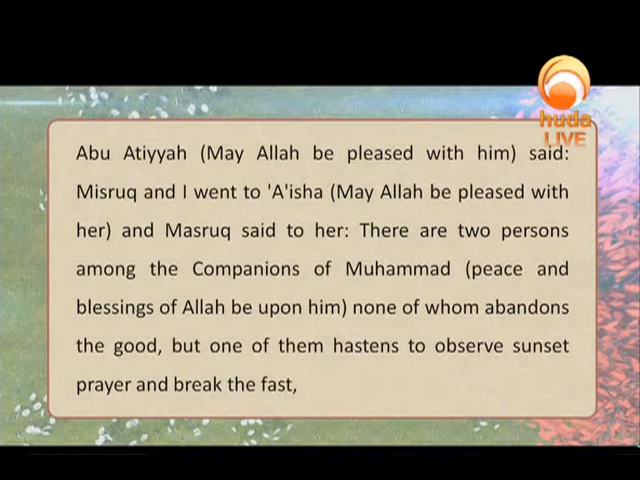 huda
LIVE
Abu Atiyyah (May Allah be pleased with him) said:
Misruq and I went to 'A'isha (May Allah be pleased with
her) and Masruq said to her: There are two persons
among the Companions of Muhammad (peace and
blessings of Allah be upon him) none of whom abandons
the good, but one of them hastens to observe sunset
prayer and break the fast,